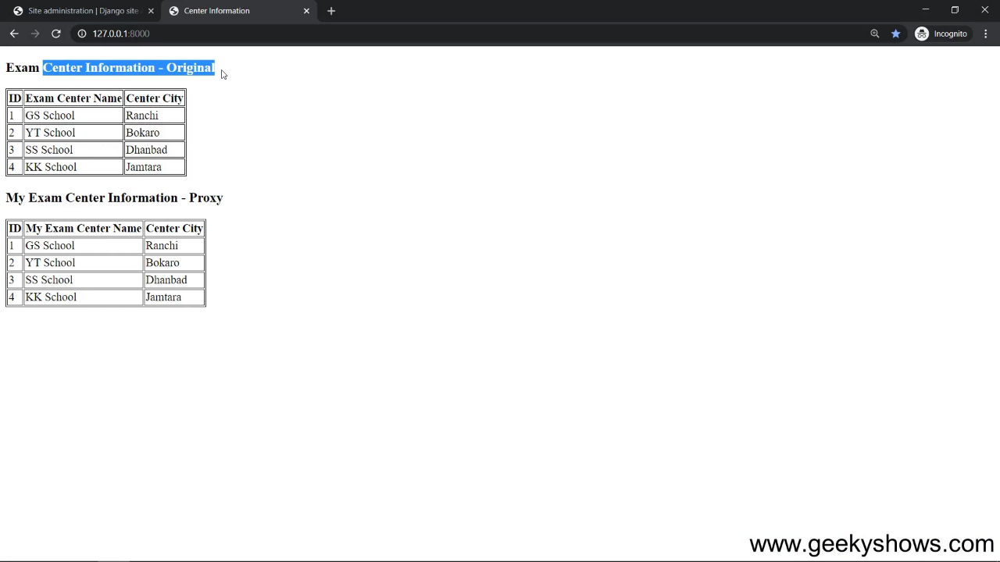 Site administration | Django site
Center Information
127.0.0.1:8000
Incognito
Exam Center Information - Original
ID Exam Center Name Center City
1 GS School Ranchi
2 YT School Bokaro
3 SS School Dhanbad
4 KK School Jamtara
My Exam Center Information - Proxy
ID My Exam Center Name Center City
1 GS School Ranchi
2 YT School Bokaro
3 SS School Dhanbad
4 KK School Jamtara
www.geekyshows.com